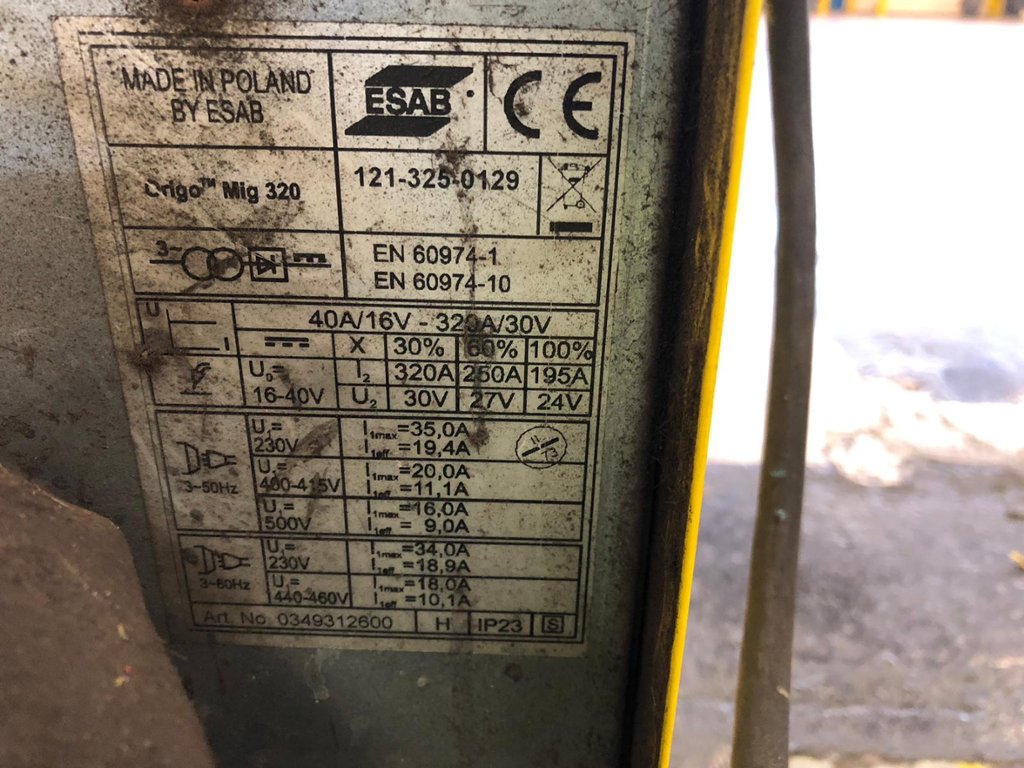 MADE IN POLAND
BY ESAB
ESAB
CE
Origo™ Mig 320
121-325-0129
3~
EN 60974-1
EN 60974-10
U
I
40A/16V - 320A/30V
X 30% 60% 100%
U₀=
16-40V
I₂ 320A 250A 195A
U₂ 30V 27V 24V
3~50Hz
U₁=
230V
I1max=35,0A
I1eff=19,4A
U₁=
400-415V
I1max=20,0A
I1eff=11,1A
U₁=
500V
I1max=16,0A
I1eff= 9,0A
3~60Hz
U₁=
230V
I1max=34,0A
I1eff=18,9A
U₁=
440-460V
I1max=18,0A
I1eff=10,1A
Art. No 0349312600 H IP23 S